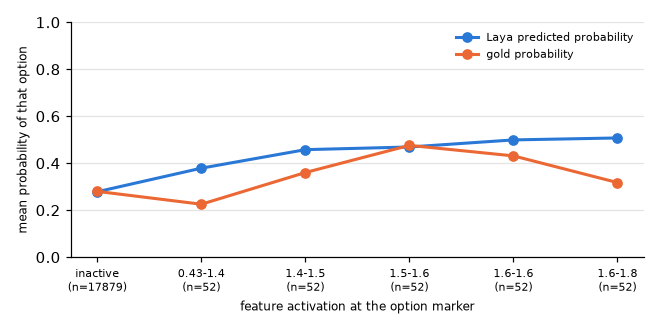 1.0
0.8
0.6
0.4
0.2
0.0
mean probability of that option
Laya predicted probability
gold probability
inactive
(n=17879)
0.43-1.4
(n=52)
1.4-1.5
(n=52)
1.5-1.6
(n=52)
1.6-1.6
(n=52)
1.6-1.8
(n=52)
feature activation at the option marker